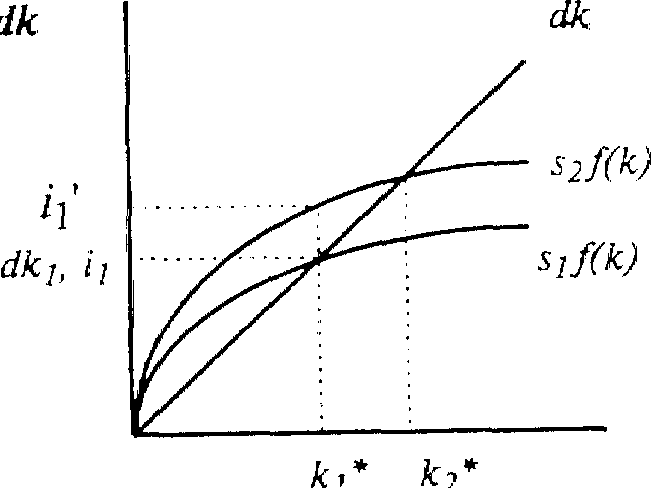 dk
dk
s2f(k)
i1'
dk1, i1
s1f(k)
k1* k2*